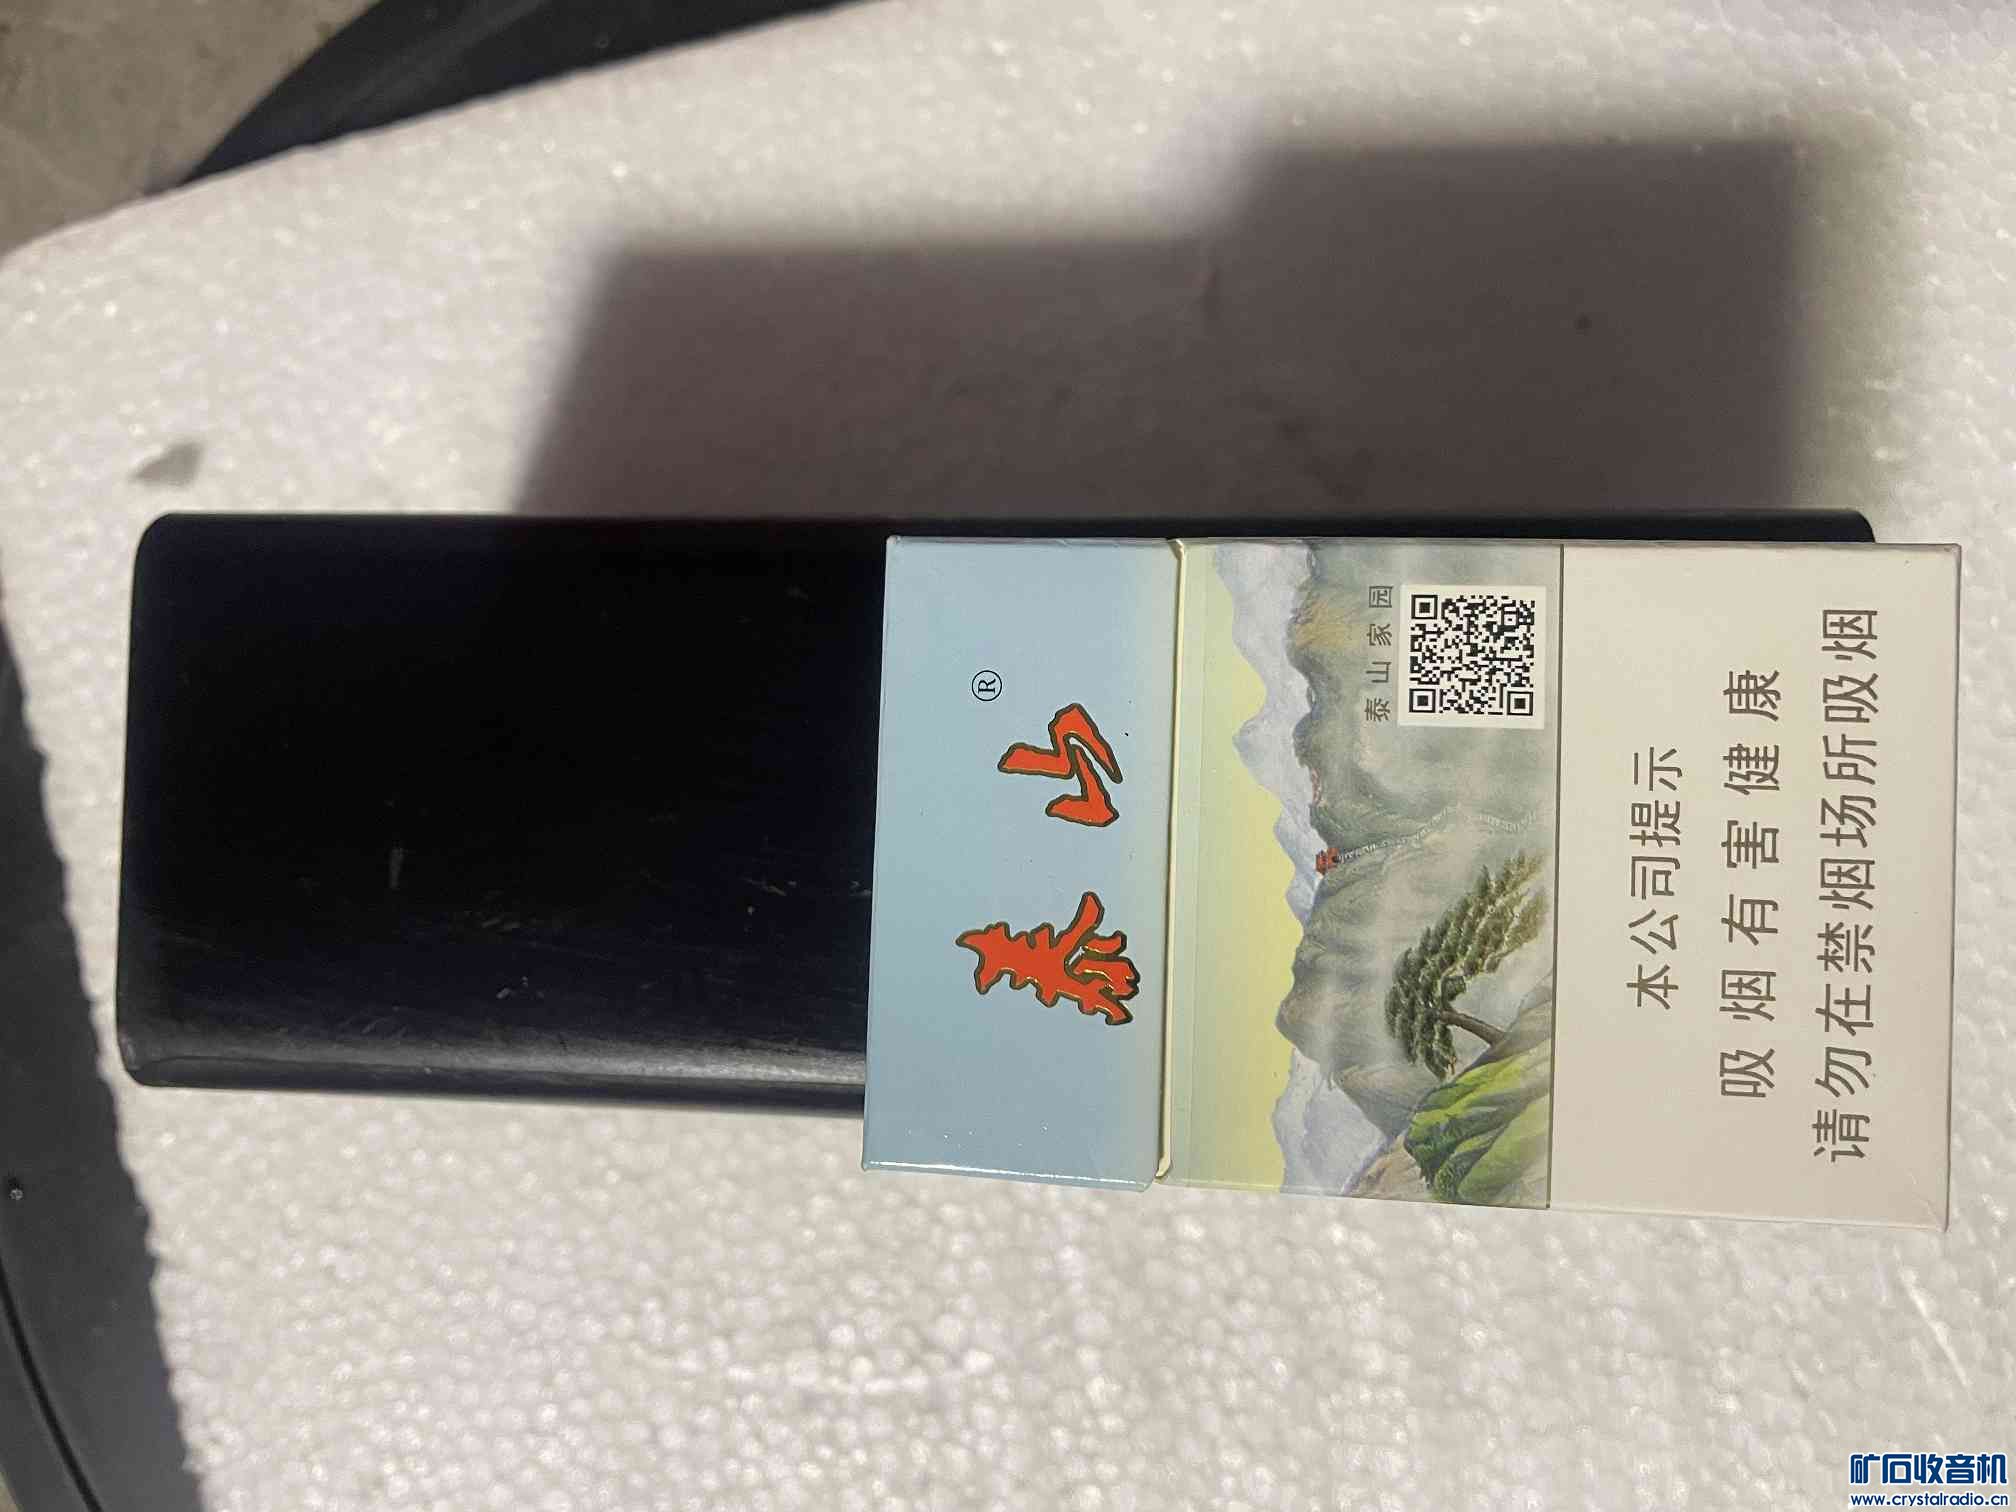 泰山®
泰山家园
本公司提示
吸烟有害健康
请勿在禁烟场所吸烟
矿石收音机
www.crystalradio.cn